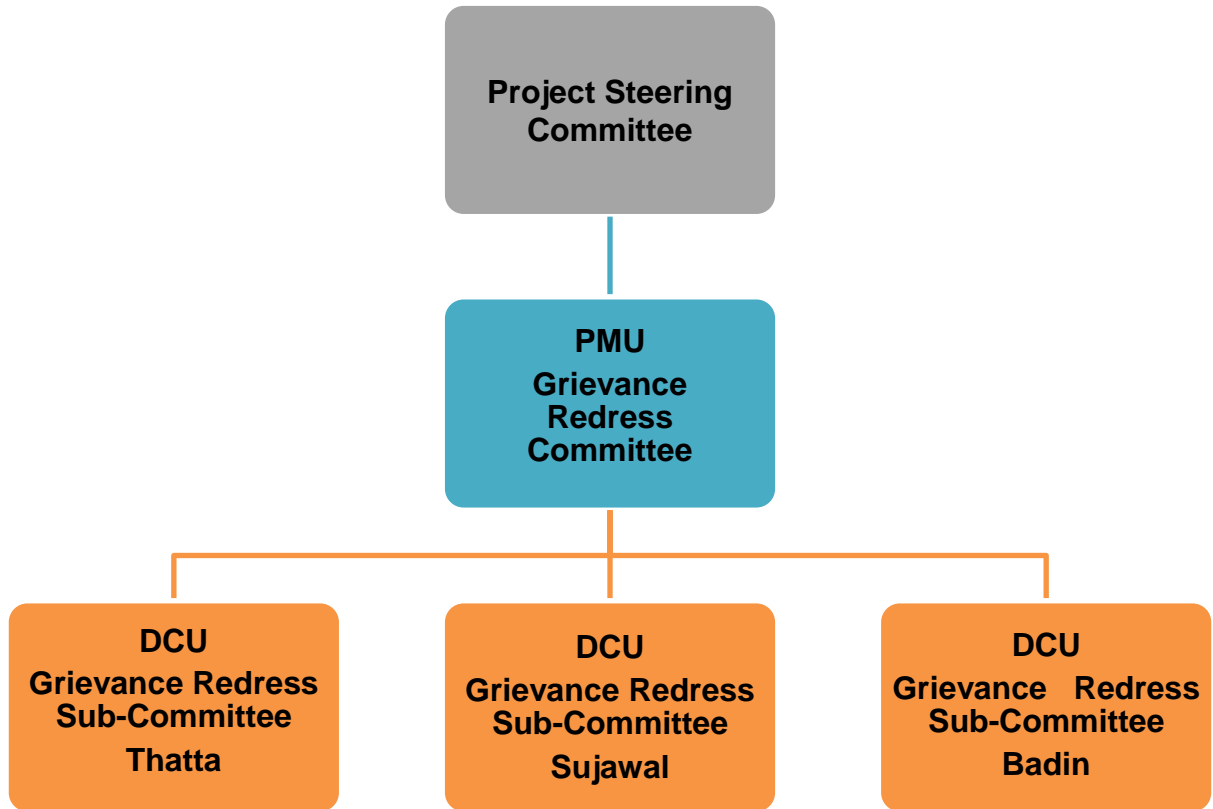 Project Steering
Committee
PMU
Grievance
Redress
Committee
DCU
Grievance Redress
Sub-Committee
Thatta
DCU
Grievance Redress
Sub-Committee
Sujawal
DCU
Grievance Redress
Sub-Committee
Badin